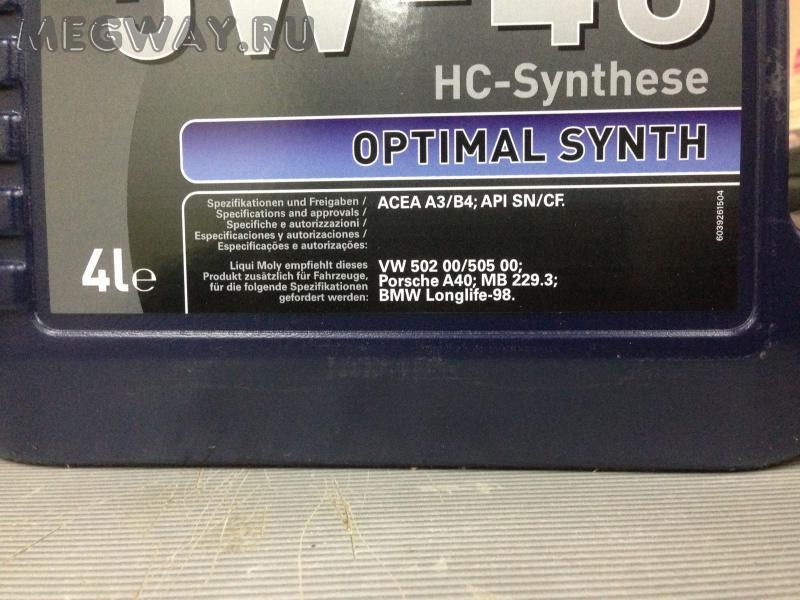 MEGWAY.RU
5W-40
HC-Synthese
OPTIMAL SYNTH
Spezifikationen und Freigaben /
Specifications and approvals /
Specifiche e autorizzazioni /
Especificaciones y autorizaciones /
Especificações e autorizações:
ACEA A3/B4; API SN/CF.
Liqui Moly empfiehlt dieses
Produkt zusätzlich für Fahrzeuge,
für die folgende Spezifikationen
gefordert werden:
VW 502 00/505 00;
Porsche A40; MB 229.3;
BMW Longlife-98.
4l e
6039261504